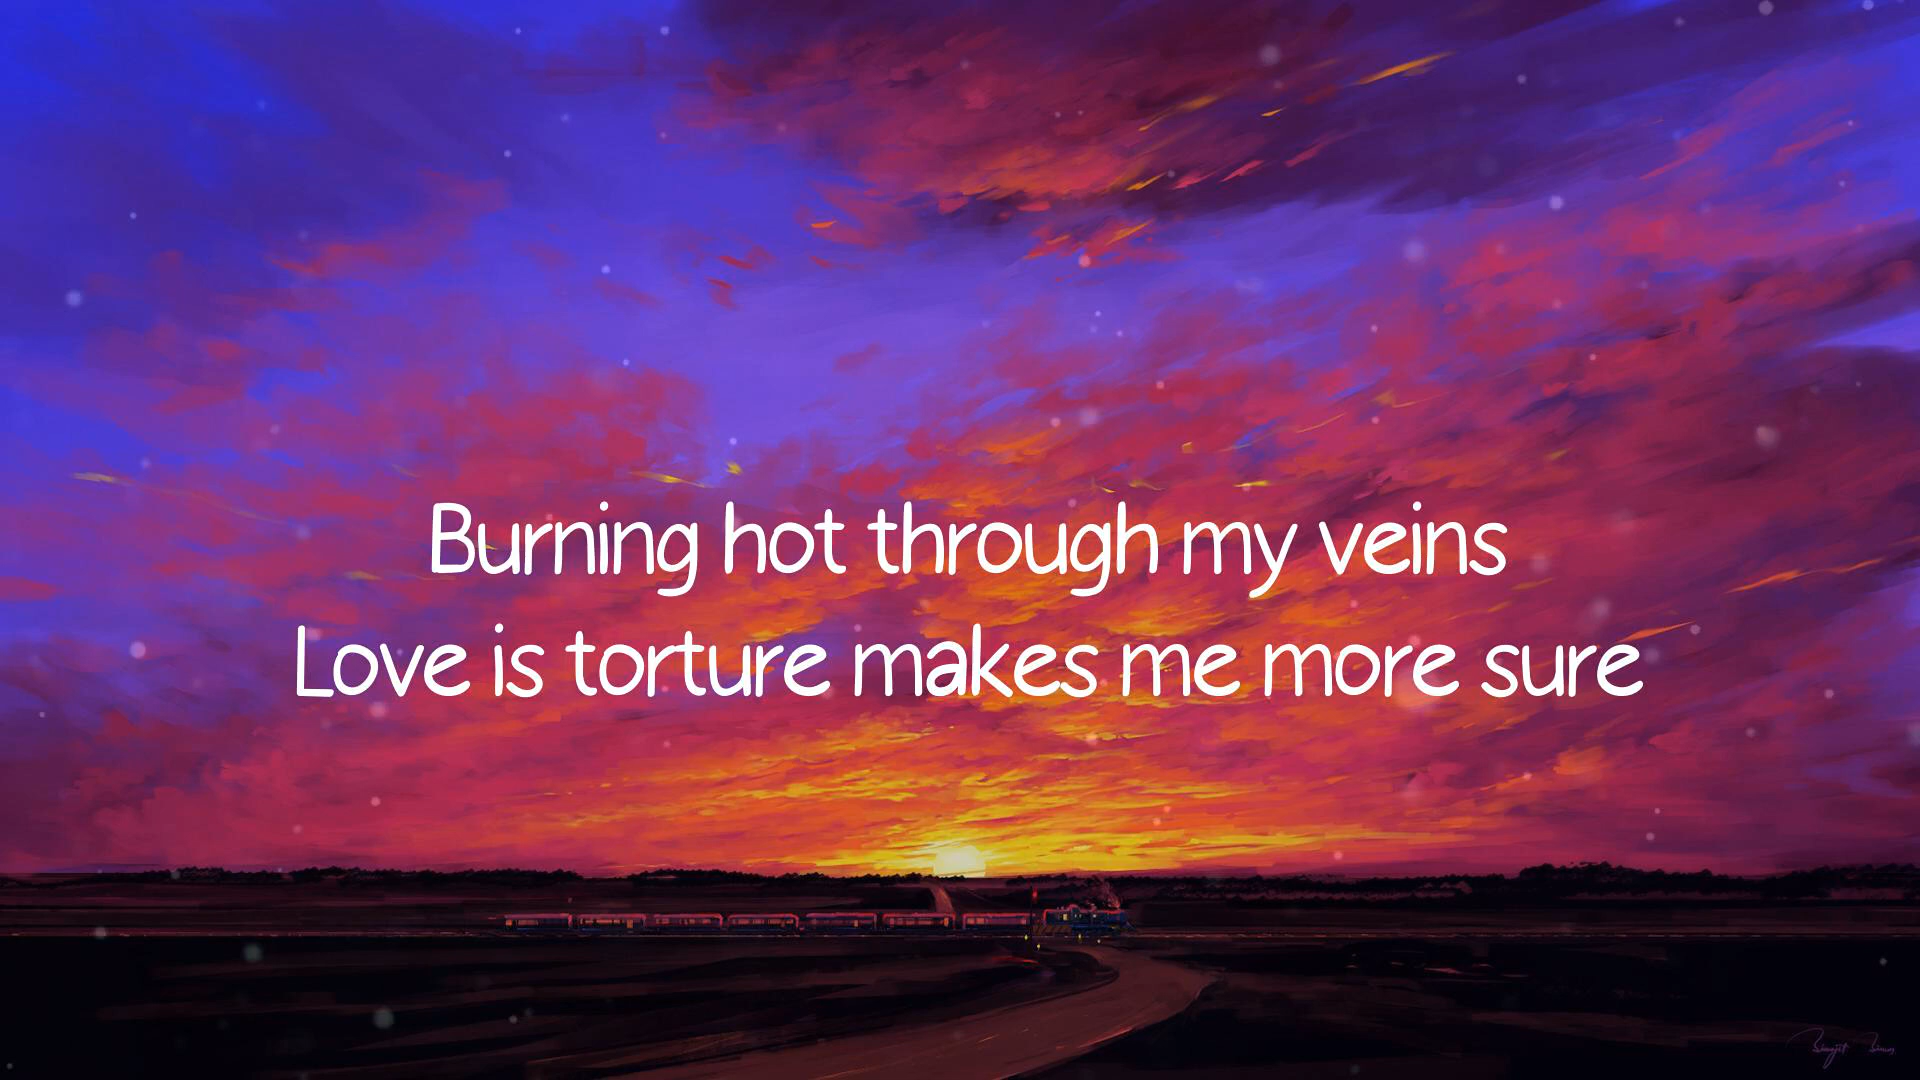 Burning hot through my veins
Love is torture makes me more sure